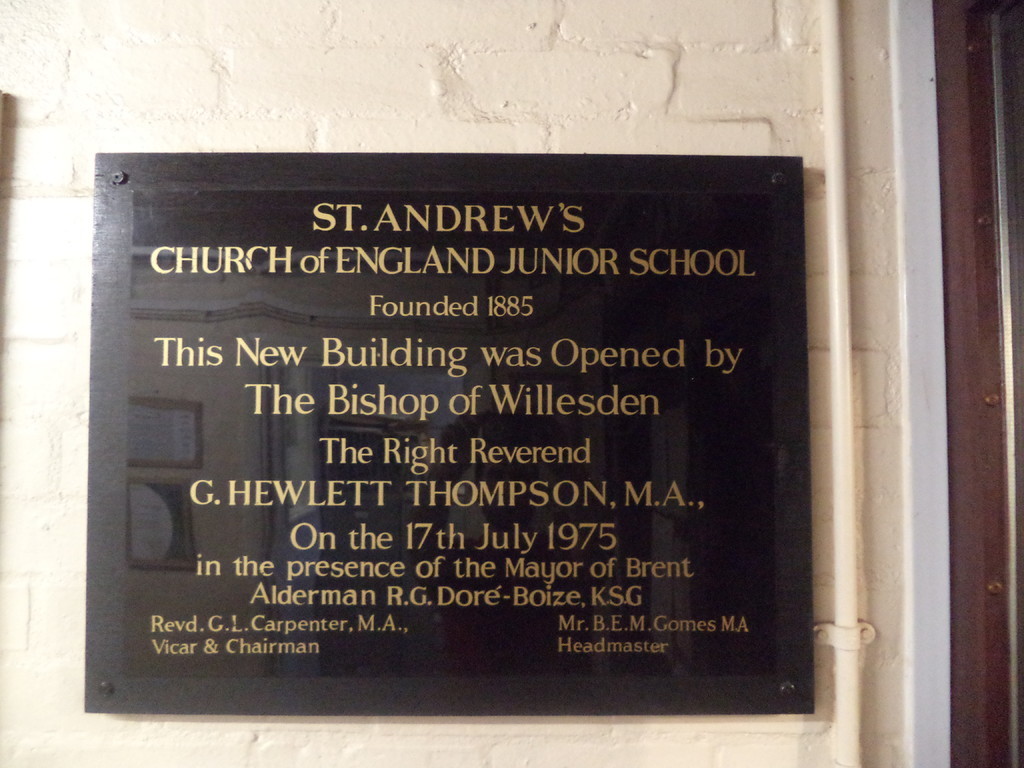 ST. ANDREW'S
CHURCH of ENGLAND JUNIOR SCHOOL
Founded 1885
This New Building was Opened by
The Bishop of Willesden
The Right Reverend
G. HEWLETT THOMPSON, M.A.,
On the 17th July 1975
in the presence of the Mayor of Brent
Alderman R.G. Doré-Boize, K.S.G
Revd. G.L. Carpenter, M.A., Mr. B.E.M. Gomes MA
Vicar & Chairman Headmaster